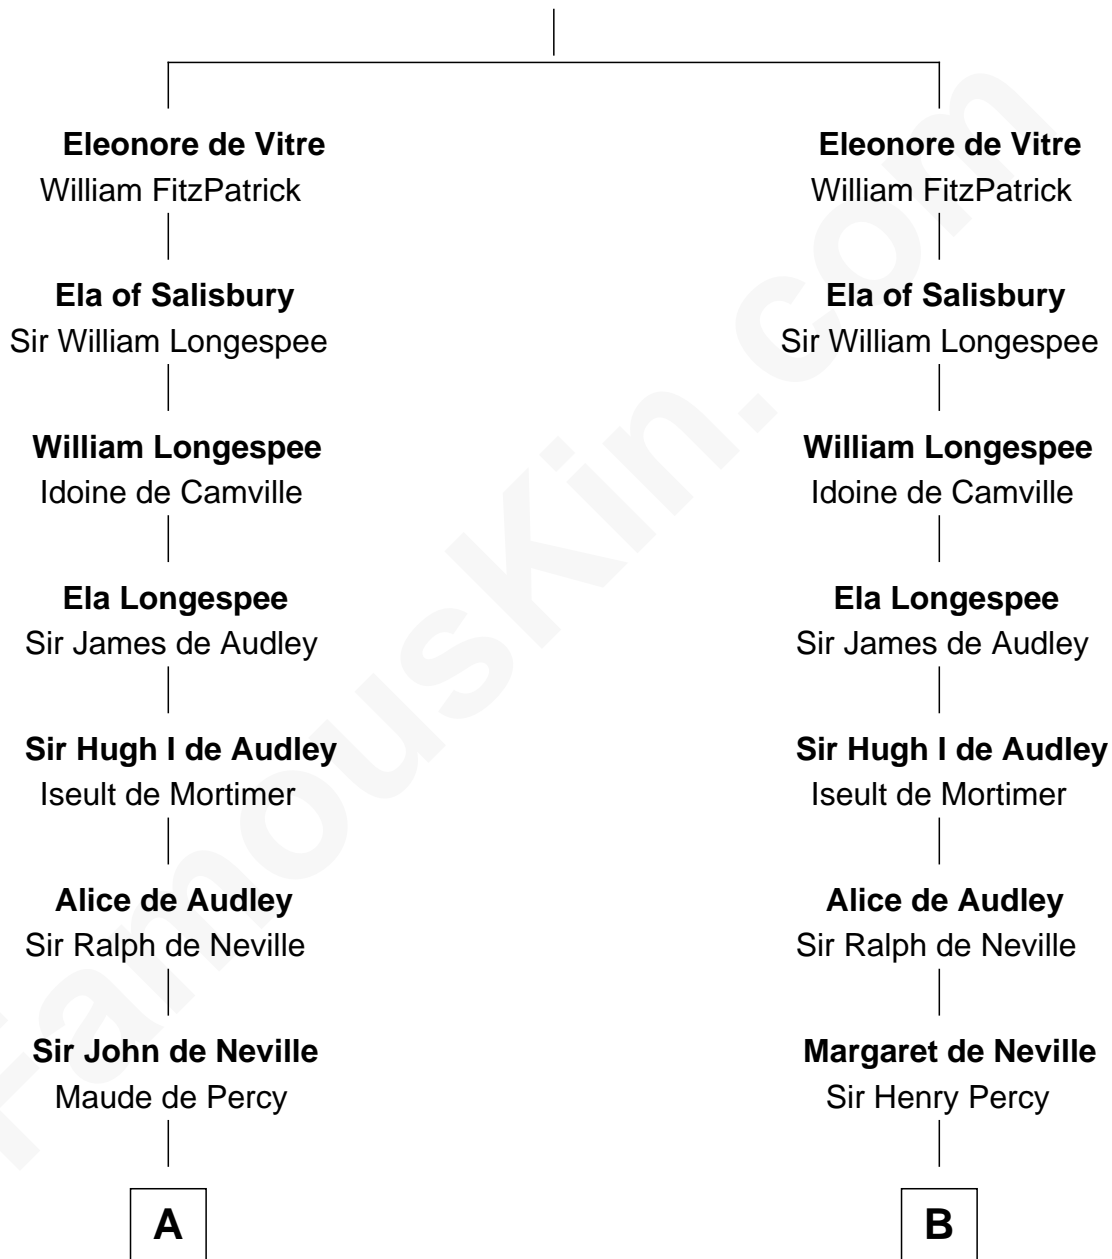 Eleonore de Vitre
William FitzPatrick
Ela of Salisbury
Sir William Longespee
William Longespee
Idoine de Camville
Ela Longespee
Sir James de Audley
Sir Hugh I de Audley
Iseult de Mortimer
Alice de Audley
Sir Ralph de Neville
Sir John de Neville
Maude de Percy
A
Eleonore de Vitre
William FitzPatrick
Ela of Salisbury
Sir William Longespee
William Longespee
Idoine de Camville
Ela Longespee
Sir James de Audley
Sir Hugh I de Audley
Iseult de Mortimer
Alice de Audley
Sir Ralph de Neville
Margaret de Neville
Sir Henry Percy
B
FamousKin.com